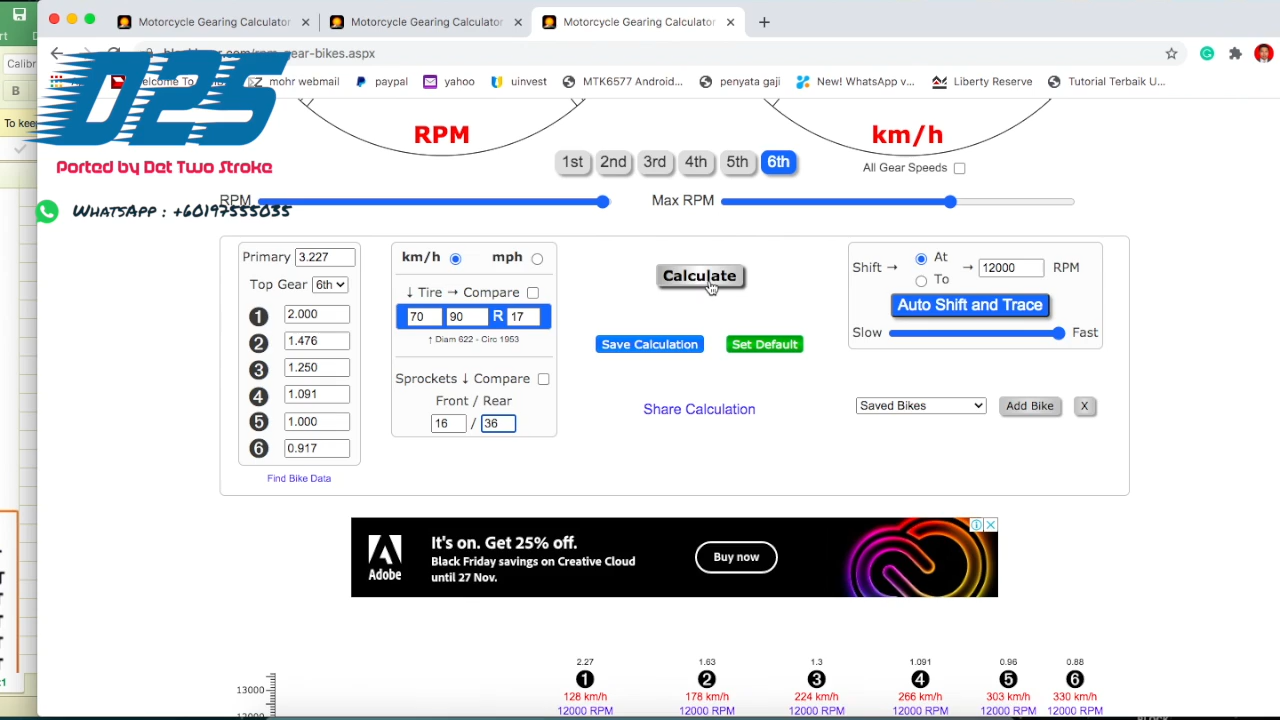 Motorcycle Gearing Calculator
Motorcycle Gearing Calculator
Motorcycle Gearing Calculator
gear-bikes.aspx
Calibr
B
To kee
D25
Ported by Det Two Stroke
WhatsApp : +60197555035
mohr webmail
paypal
yahoo
uinvest
MTK6577 Android...
penyata gaji
New! WhatsApp v...
Liberty Reserve
Tutorial Terbaik U...
RPM
km/h
1st 2nd 3rd 4th 5th 6th
All Gear Speeds
RPM
Max RPM
Primary 3.227
Top Gear 6th
1 2.000
2 1.476
3 1.250
4 1.091
5 1.000
6 0.917
Find Bike Data
km/h mph
↓ Tire → Compare
70 90 R 17
↑ Diam 622 - Circ 1953
Sprockets ↓ Compare
Front / Rear
16 / 36
Calculate
Save Calculation
Set Default
Share Calculation
Shift → At
To
→ 12000 RPM
Auto Shift and Trace
Slow Fast
Saved Bikes
Add Bike
X
Adobe
It's on. Get 25% off.
Black Friday savings on Creative Cloud
until 27 Nov.
Buy now
2.27 1.63 1.3 1.091 0.96 0.88
1 2 3 4 5 6
13000
128 km/h 178 km/h 224 km/h 266 km/h 303 km/h 330 km/h
12000 RPM 12000 RPM 12000 RPM 12000 RPM 12000 RPM 12000 RPM